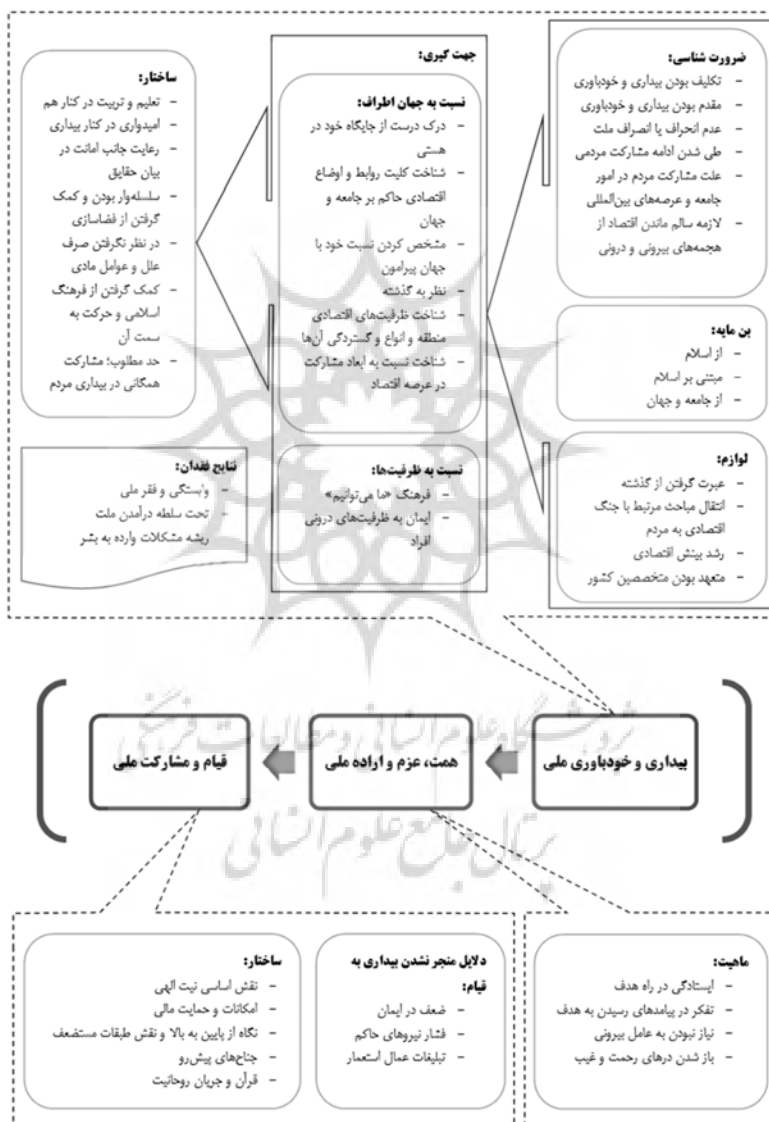 ضرورت شناسی:
- تکلیف بودن بیداری و خودباوری
- مقدم بودن بیداری و خودباوری
- عدم انحراف یا انصراف ملت
- طی شدن ادامه مشارکت مردمی
- علت مشارکت مردم در امور
جامعه و عرصه‌های بین‌المللی
- لازمه سالم ماندن اقتصاد از
هجمه‌های بیرونی و درونی
بن مایه:
- از اسلام
- مبتنی بر اسلام
- از جامعه و جهان
لوازم:
- عبرت گرفتن از گذشته
- انتقال مباحث مرتبط با جنگ
اقتصادی به مردم
- رشد بینش اقتصادی
- متعهد بودن متخصصین کشور
جهت گیری:
نسبت به جهان اطراف:
- درک درست از جایگاه خود در
هستی
- شناخت کلیت روابط و اوضاع
اقتصادی حاکم بر جامعه و
جهان
- مشخص کردن نسبت خود با
جهان پیرامون
- نظر به گذشته
- شناخت ظرفیت‌های اقتصادی
منطقه و انواع و گستردگی آن‌ها
- شناخت نسبت به ابعاد مشارکت
در عرصه اقتصاد
نسبت به ظرفیت‌ها:
- فرهنگ «ما می‌توانیم»
- ایمان به ظرفیت‌های درونی
افراد
ساختار:
- تعلیم و تربیت در کنار هم
- امیدواری در کنار بیداری
- رعایت جانب امانت در
بیان حقایق
- سلسله‌وار بودن و کمک
گرفتن از فضاسازی
- در نظر نگرفتن صرف
علل و عوامل مادی
- کمک گرفتن از فرهنگ
اسلامی و حرکت به
سمت آن
- حد مطلوب؛ مشارکت
همگانی در بیداری مردم
نتایج فقدان:
- وابستگی و فقر ملی
- تحت سلطه درآمدن ملت
- ریشه مشکلات وارده به بشر
بیداری و خودباوری ملی
همت، عزم و اراده ملی
قیام و مشارکت ملی
پژوهشگاه علوم انسانی و مطالعات فرهنگی
پرتال جامع علوم انسانی
ماهیت:
- ایستادگی در راه هدف
- تفکر در پیامدهای رسیدن به هدف
- نیاز نبودن به عامل بیرونی
- باز شدن درهای رحمت و غیب
دلایل منجر نشدن بیداری به
قیام:
- ضعف در ایمان
- فشار نیروهای حاکم
- تبلیغات عمال استعمار
ساختار:
- نقش اساسی نیت الهی
- امکانات و حمایت مالی
- نگاه از پایین به بالا و نقش طبقات مستضعف
- جناح‌های پیش‌رو
- قرآن و جریان روحانیت